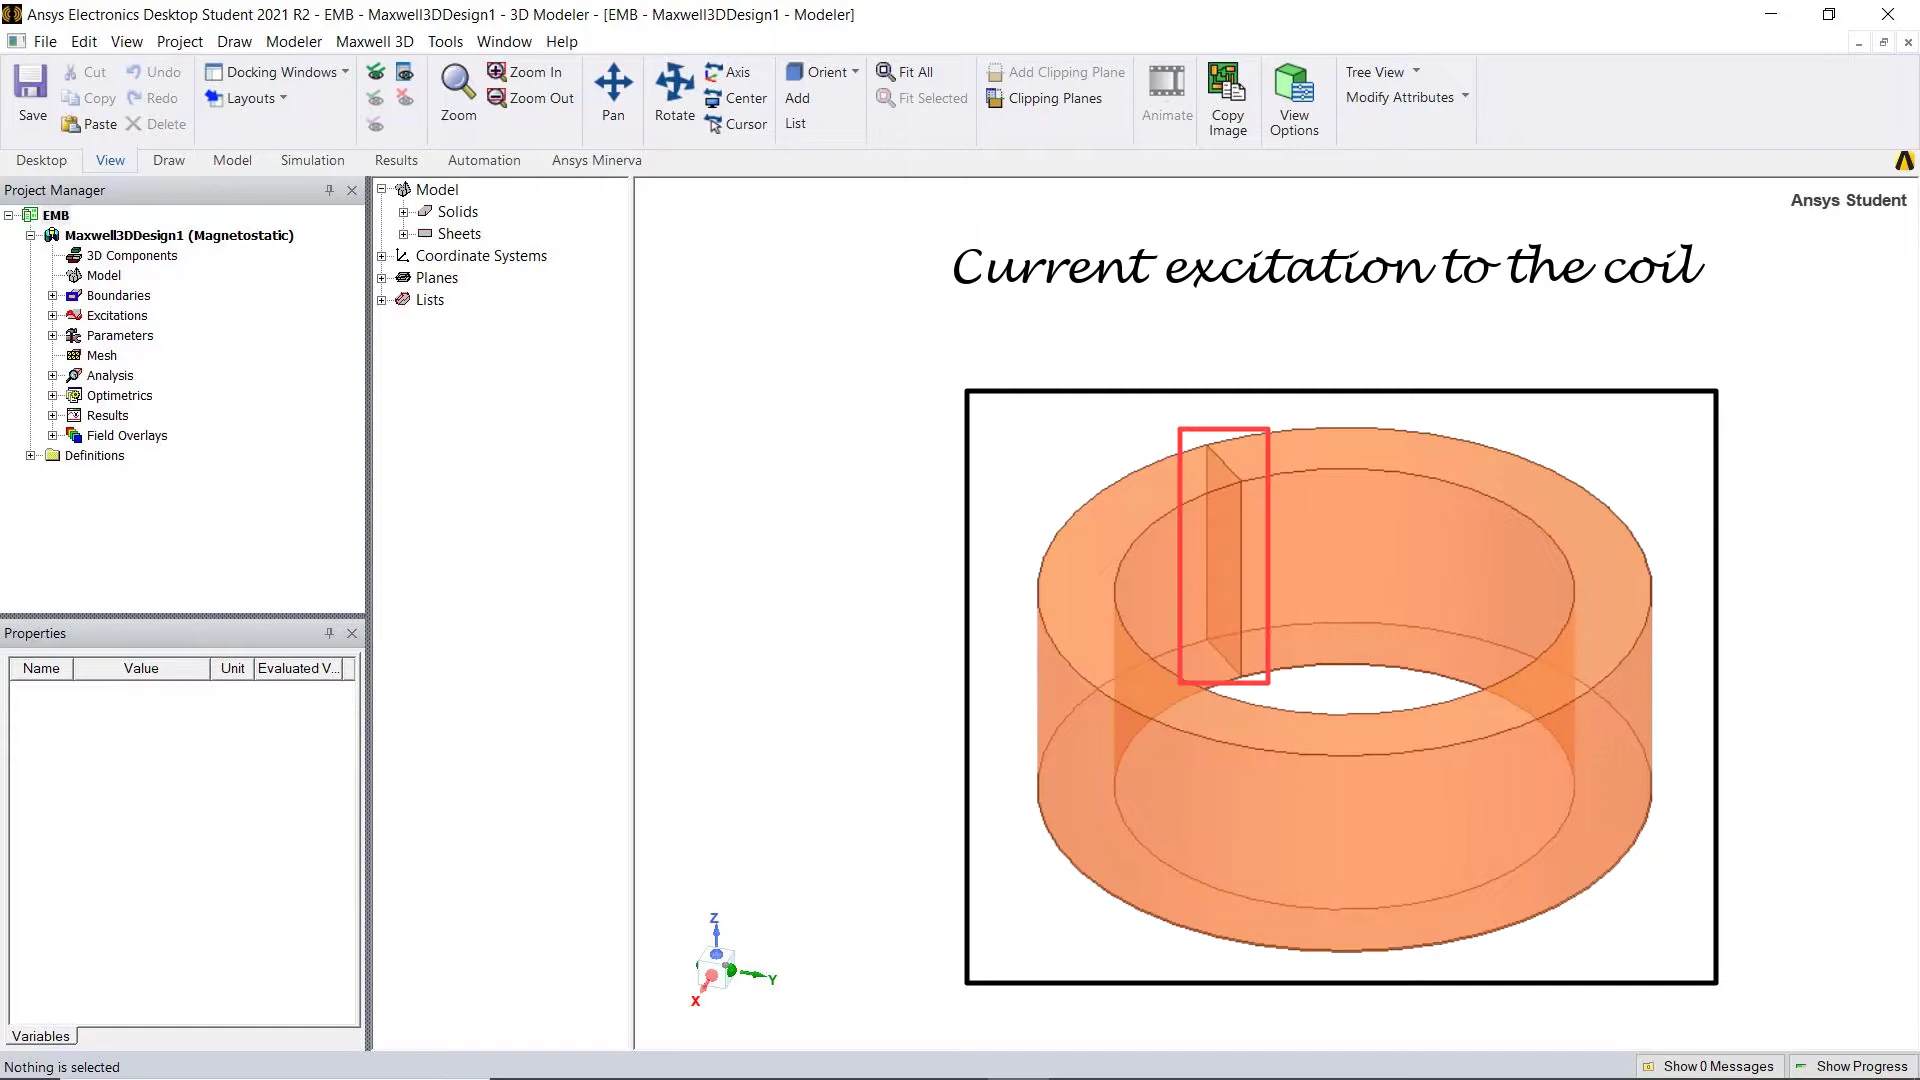 Ansys Electronics Desktop Student 2021 R2 - EMB - Maxwell3DDesign1 - 3D Modeler - [EMB - Maxwell3DDesign1 - Modeler]
File Edit View Project Draw Modeler Maxwell 3D Tools Window Help
Save
Cut
Copy
Paste
Undo
Redo
Delete
Docking Windows
Layouts
Zoom
Zoom In
Zoom Out
Pan
Rotate
Axis
Center
Cursor
Orient
Add
List
Fit All
Fit Selected
Add Clipping Plane
Clipping Planes
Animate
Copy
Image
View
Options
Tree View
Modify Attributes
Desktop View Draw Model Simulation Results Automation Ansys Minerva
Project Manager
EMB
Maxwell3DDesign1 (Magnetostatic)
3D Components
Model
Boundaries
Excitations
Parameters
Mesh
Analysis
Optimetrics
Results
Field Overlays
Definitions
Properties
Name Value Unit Evaluated V...
Variables
Model
Solids
Sheets
Coordinate Systems
Planes
Lists
Ansys Student
Current excitation to the coil
Z
Y
X
Nothing is selected
Show 0 Messages
Show Progress